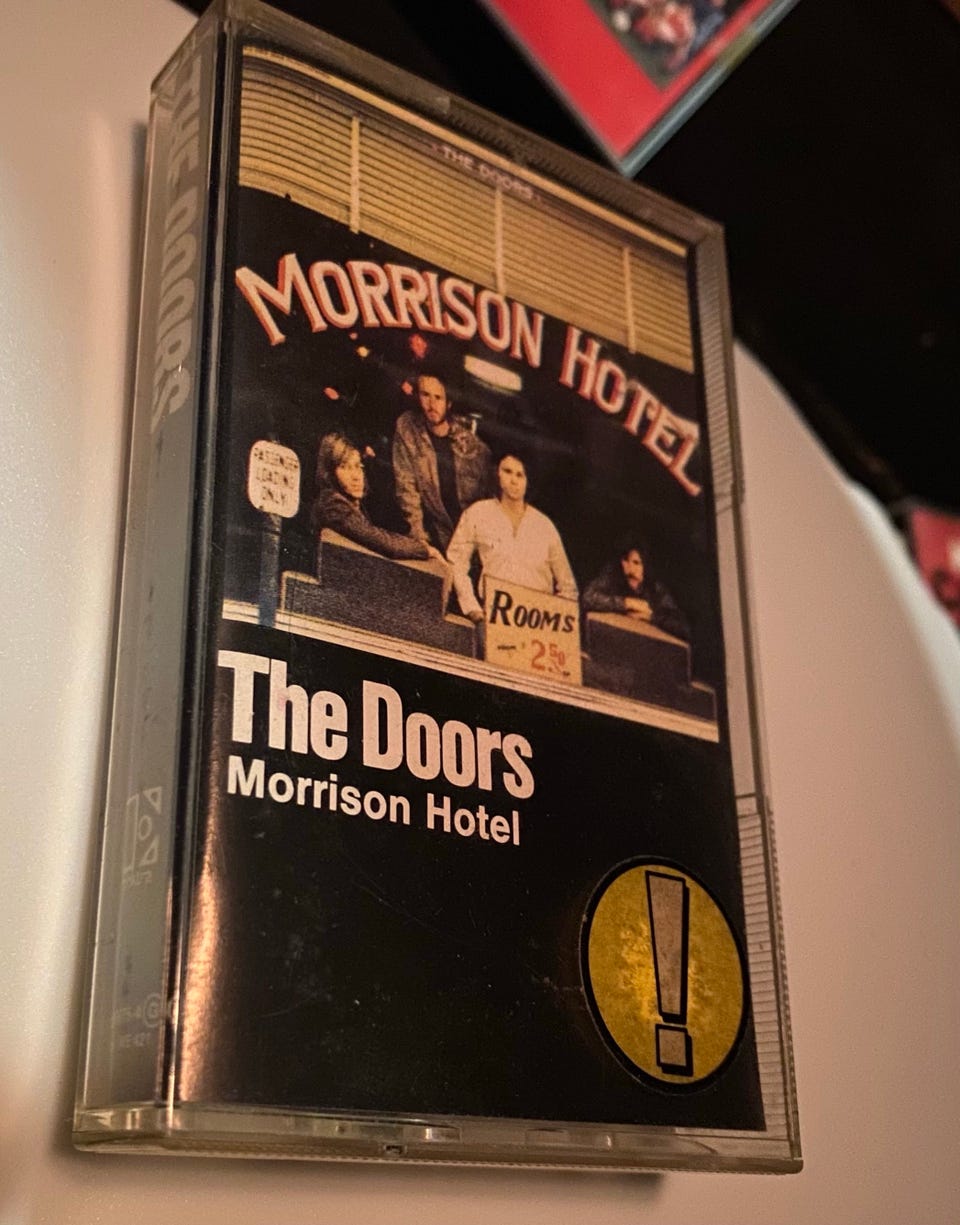 THE DOORS
THE DOORS
MORRISON HOTEL
PASSENGER
LOADING
ONLY
ROOMS
2 50
The Doors
Morrison Hotel
!